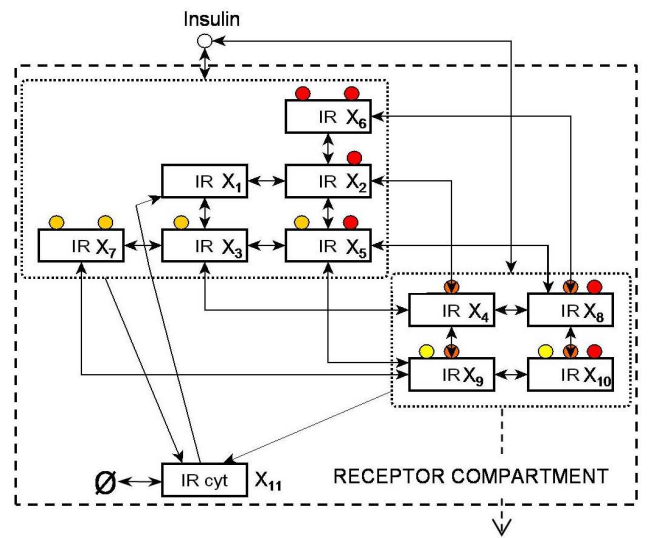 Insulin
IR X6
IR X1
IR X2
IR X7
IR X3
IR X5
IR X4
IR X8
IR X9
IR X10
Ø
IR cyt
X11
RECEPTOR COMPARTMENT